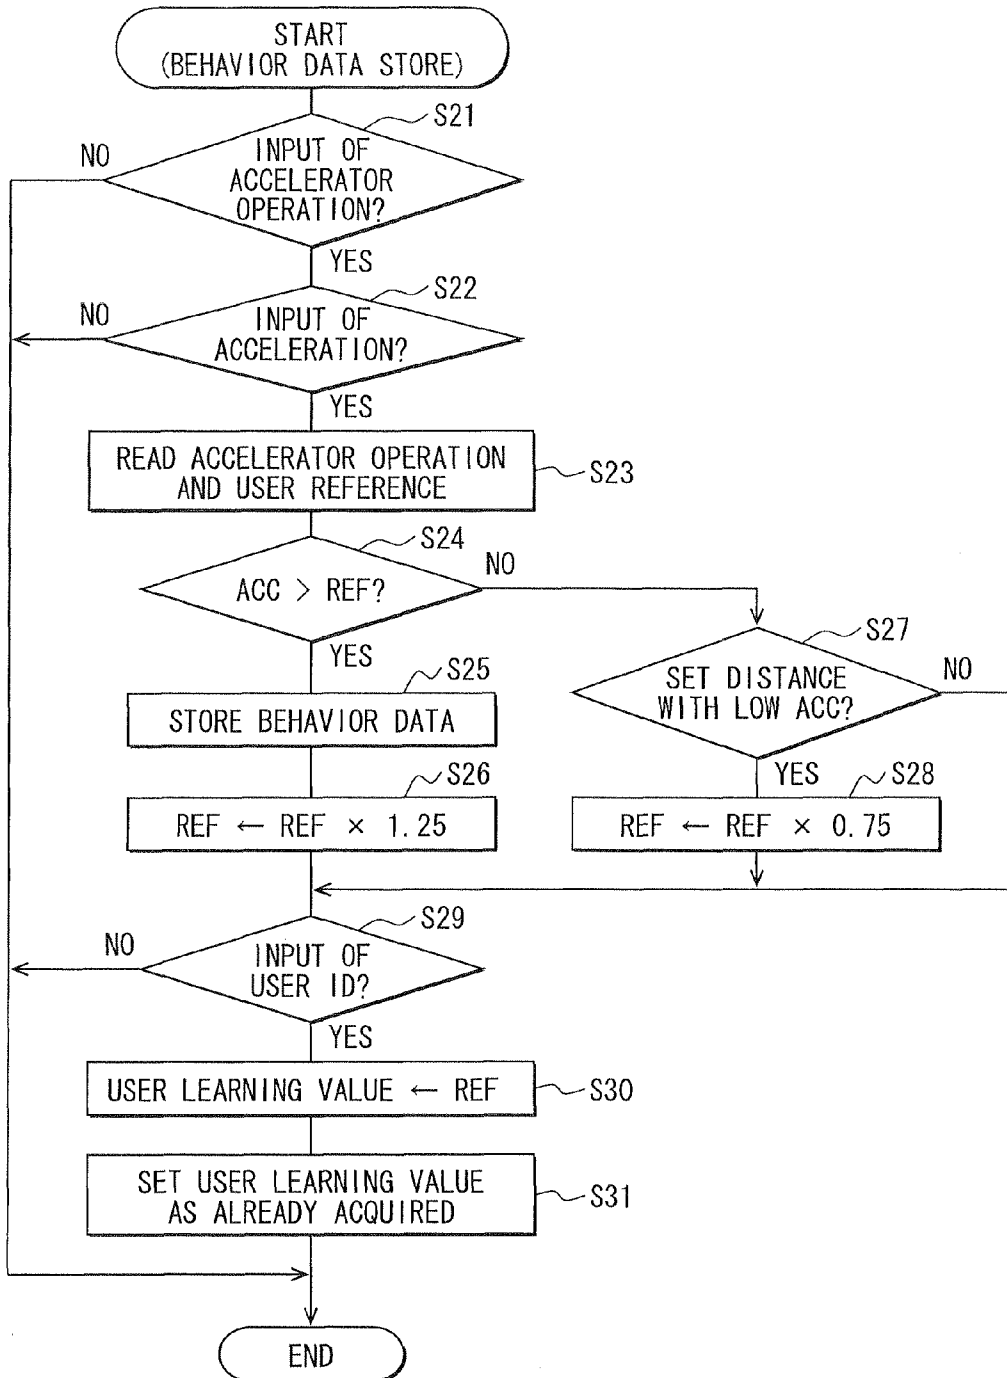 START
(BEHAVIOR DATA STORE)
S21
NO
INPUT OF
ACCELERATOR
OPERATION?
YES
S22
NO
INPUT OF
ACCELERATION?
YES
READ ACCELERATOR OPERATION
AND USER REFERENCE
S23
S24
NO
ACC > REF?
YES
S27
NO
SET DISTANCE
WITH LOW ACC?
YES
S25
STORE BEHAVIOR DATA
S26
REF ← REF × 1.25
S28
REF ← REF × 0.75
S29
NO
INPUT OF
USER ID?
YES
USER LEARNING VALUE ← REF
S30
SET USER LEARNING VALUE
AS ALREADY ACQUIRED
S31
END